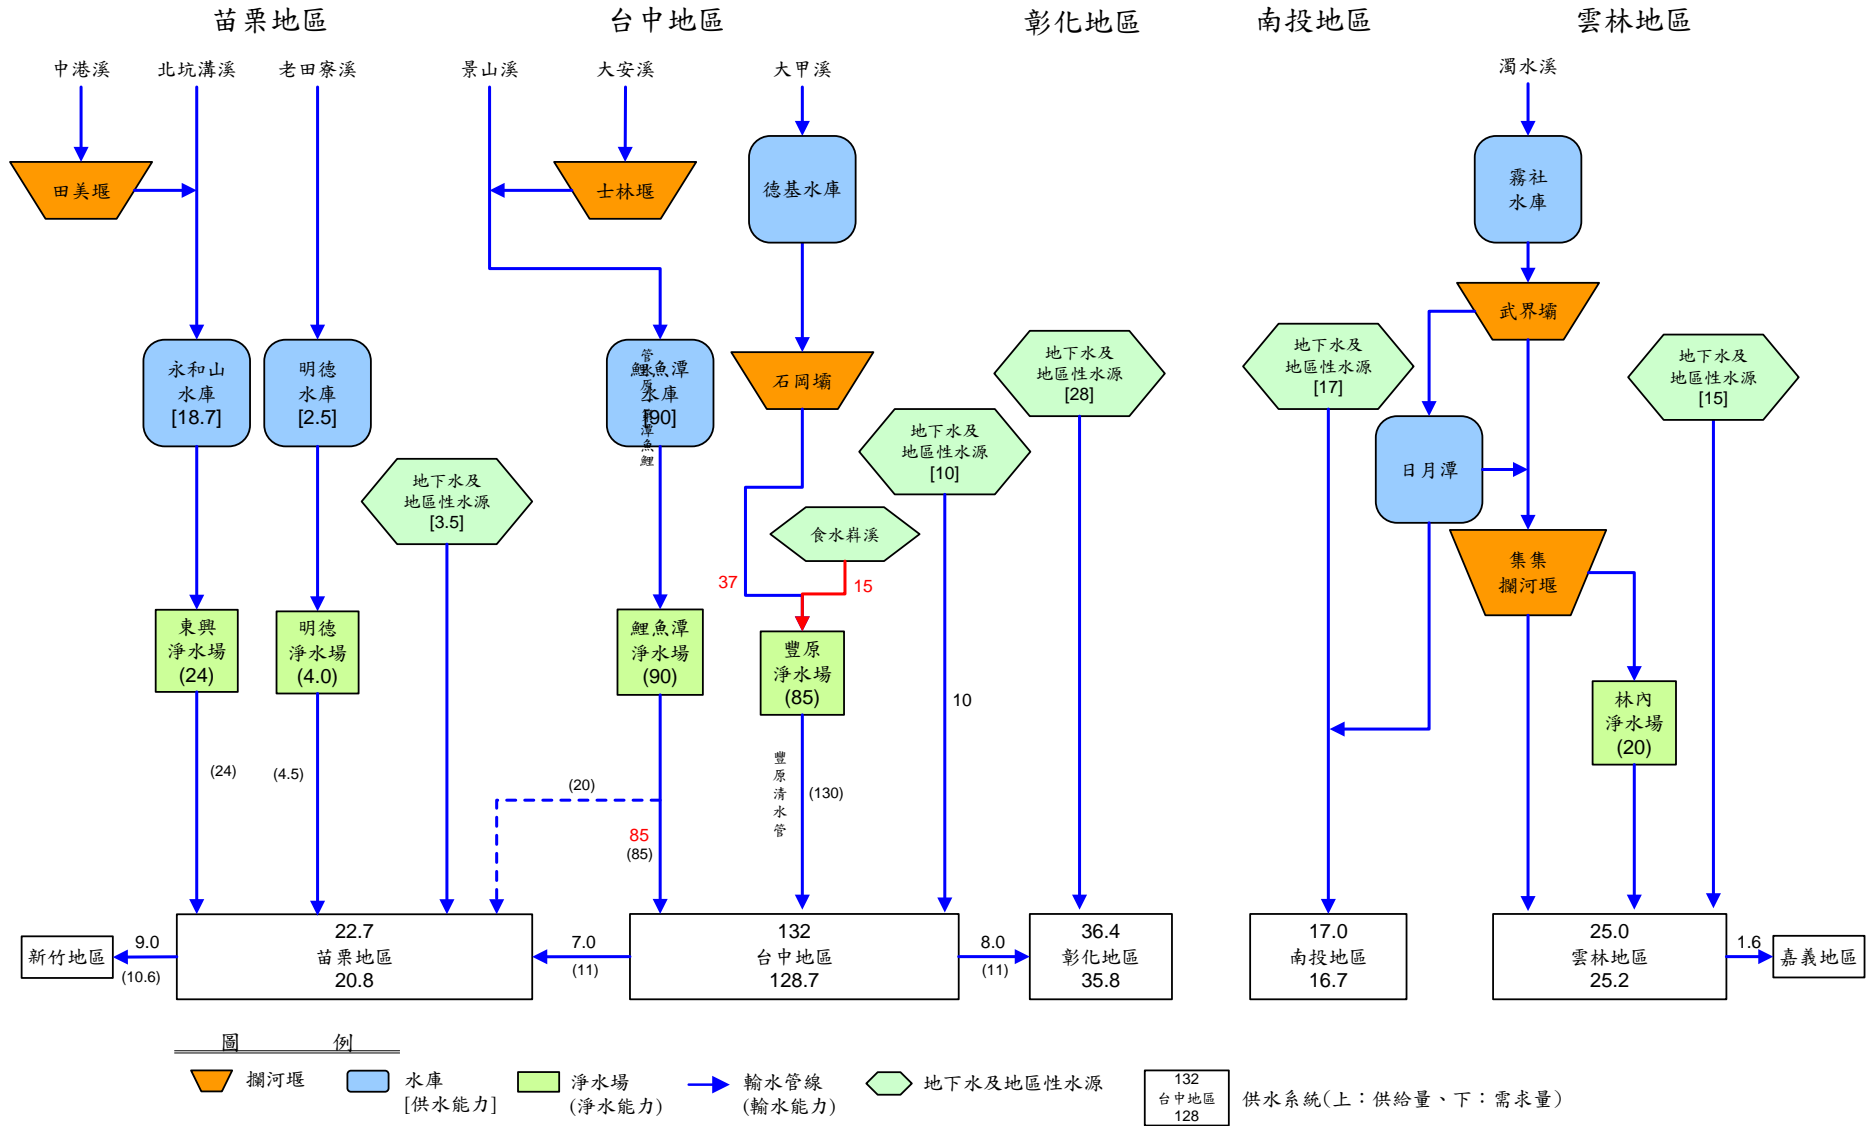 苗栗地區
台中地區
彰化地區
南投地區
雲林地區
中港溪
北坑溝溪
老田寮溪
景山溪
大安溪
大甲溪
濁水溪
田美堰
士林堰
德基水庫
霧社
水庫
武界壩
永和山
水庫
[18.7]
明德
水庫
[2.5]
鯉魚潭
水庫
[90]
石岡壩
地下水及
地區性水源
[28]
地下水及
地區性水源
[17]
地下水及
地區性水源
[15]
地下水及
地區性水源
[3.5]
地下水及
地區性水源
[10]
日月潭
食水嵙溪
集集
攔河堰
37
15
東興
淨水場
(24)
明德
淨水場
(4.0)
鯉魚潭
淨水場
(90)
豐原
淨水場
(85)
林內
淨水場
(20)
10
(24)
(4.5)
(20)
85
(85)
豐原清水管
(130)
新竹地區
9.0
(10.6)
22.7
苗栗地區
20.8
7.0
(11)
132
台中地區
128.7
8.0
(11)
36.4
彰化地區
35.8
17.0
南投地區
16.7
25.0
雲林地區
25.2
1.6
嘉義地區
圖 例
攔河堰
水庫
[供水能力]
淨水場
(淨水能力)
輸水管線
(輸水能力)
地下水及地區性水源
132
台中地區
128
供水系統(上：供給量、下：需求量)